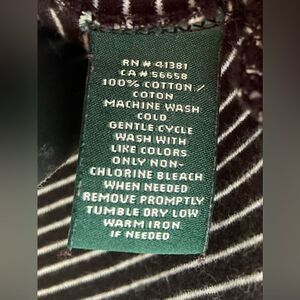 RN # 41381
CA # 56658
100% COTTON /
COTON
MACHINE WASH
COLD
GENTLE CYCLE
WASH WITH
LIKE COLORS
ONLY NON-
CHLORINE BLEACH
WHEN NEEDED
REMOVE PROMPTLY
TUMBLE DRY LOW
WARM IRON
IF NEEDED